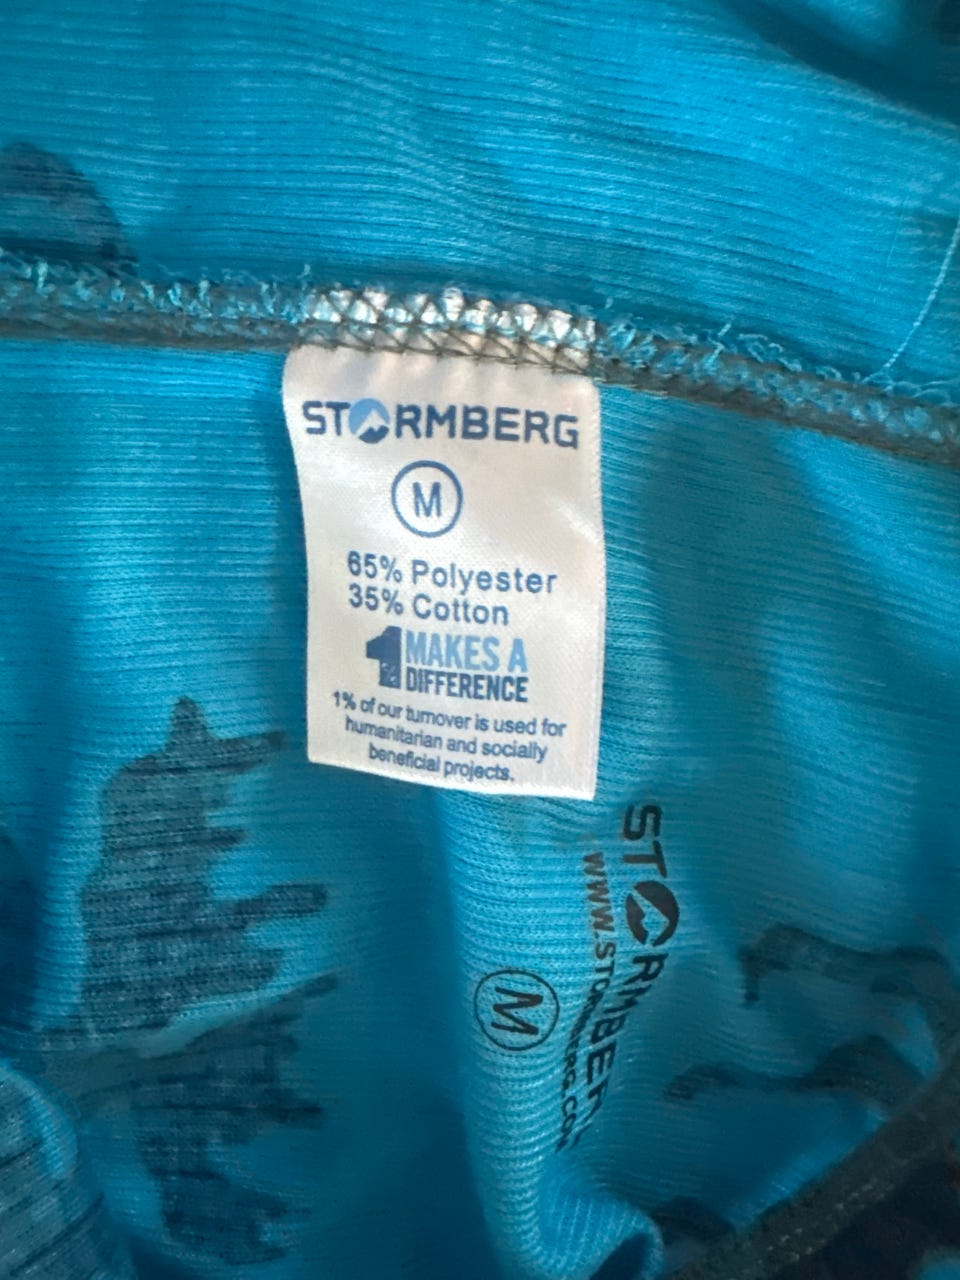 STORMBERG
M
65% Polyester
35% Cotton
1% MAKES A
DIFFERENCE
1% of our turnover is used for
humanitarian and socially
beneficial projects.
STORMBERG
WWW.STORMBERG.COM
M